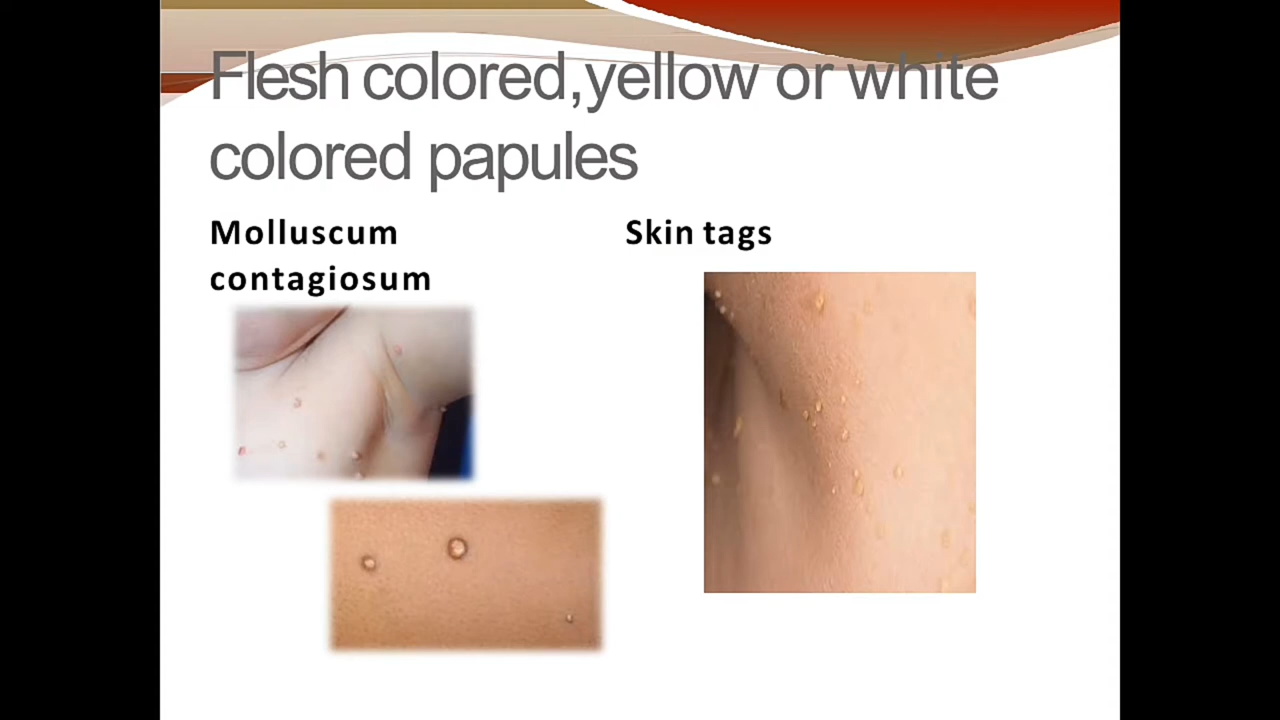 Flesh colored,yellow or white
colored papules
Molluscum
contagiosum
Skin tags